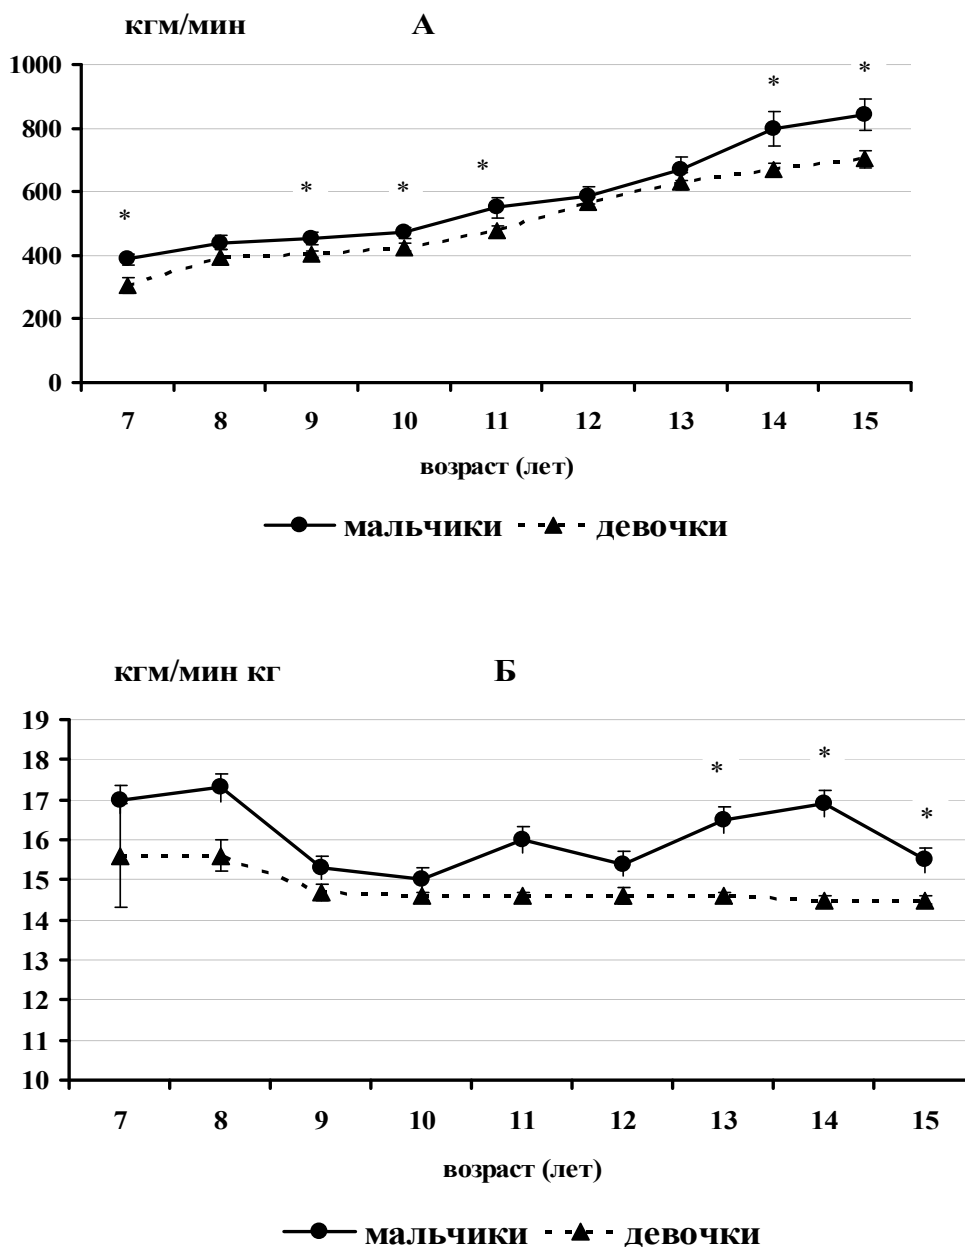 кгм/мин А
1000
800
600
400
200
0
* * * * * *
7 8 9 10 11 12 13 14 15
возраст (лет)
мальчики девочки
кгм/мин кг Б
19
18
17
16
15
14
13
12
11
10
* * *
7 8 9 10 11 12 13 14 15
возраст (лет)
мальчики девочки